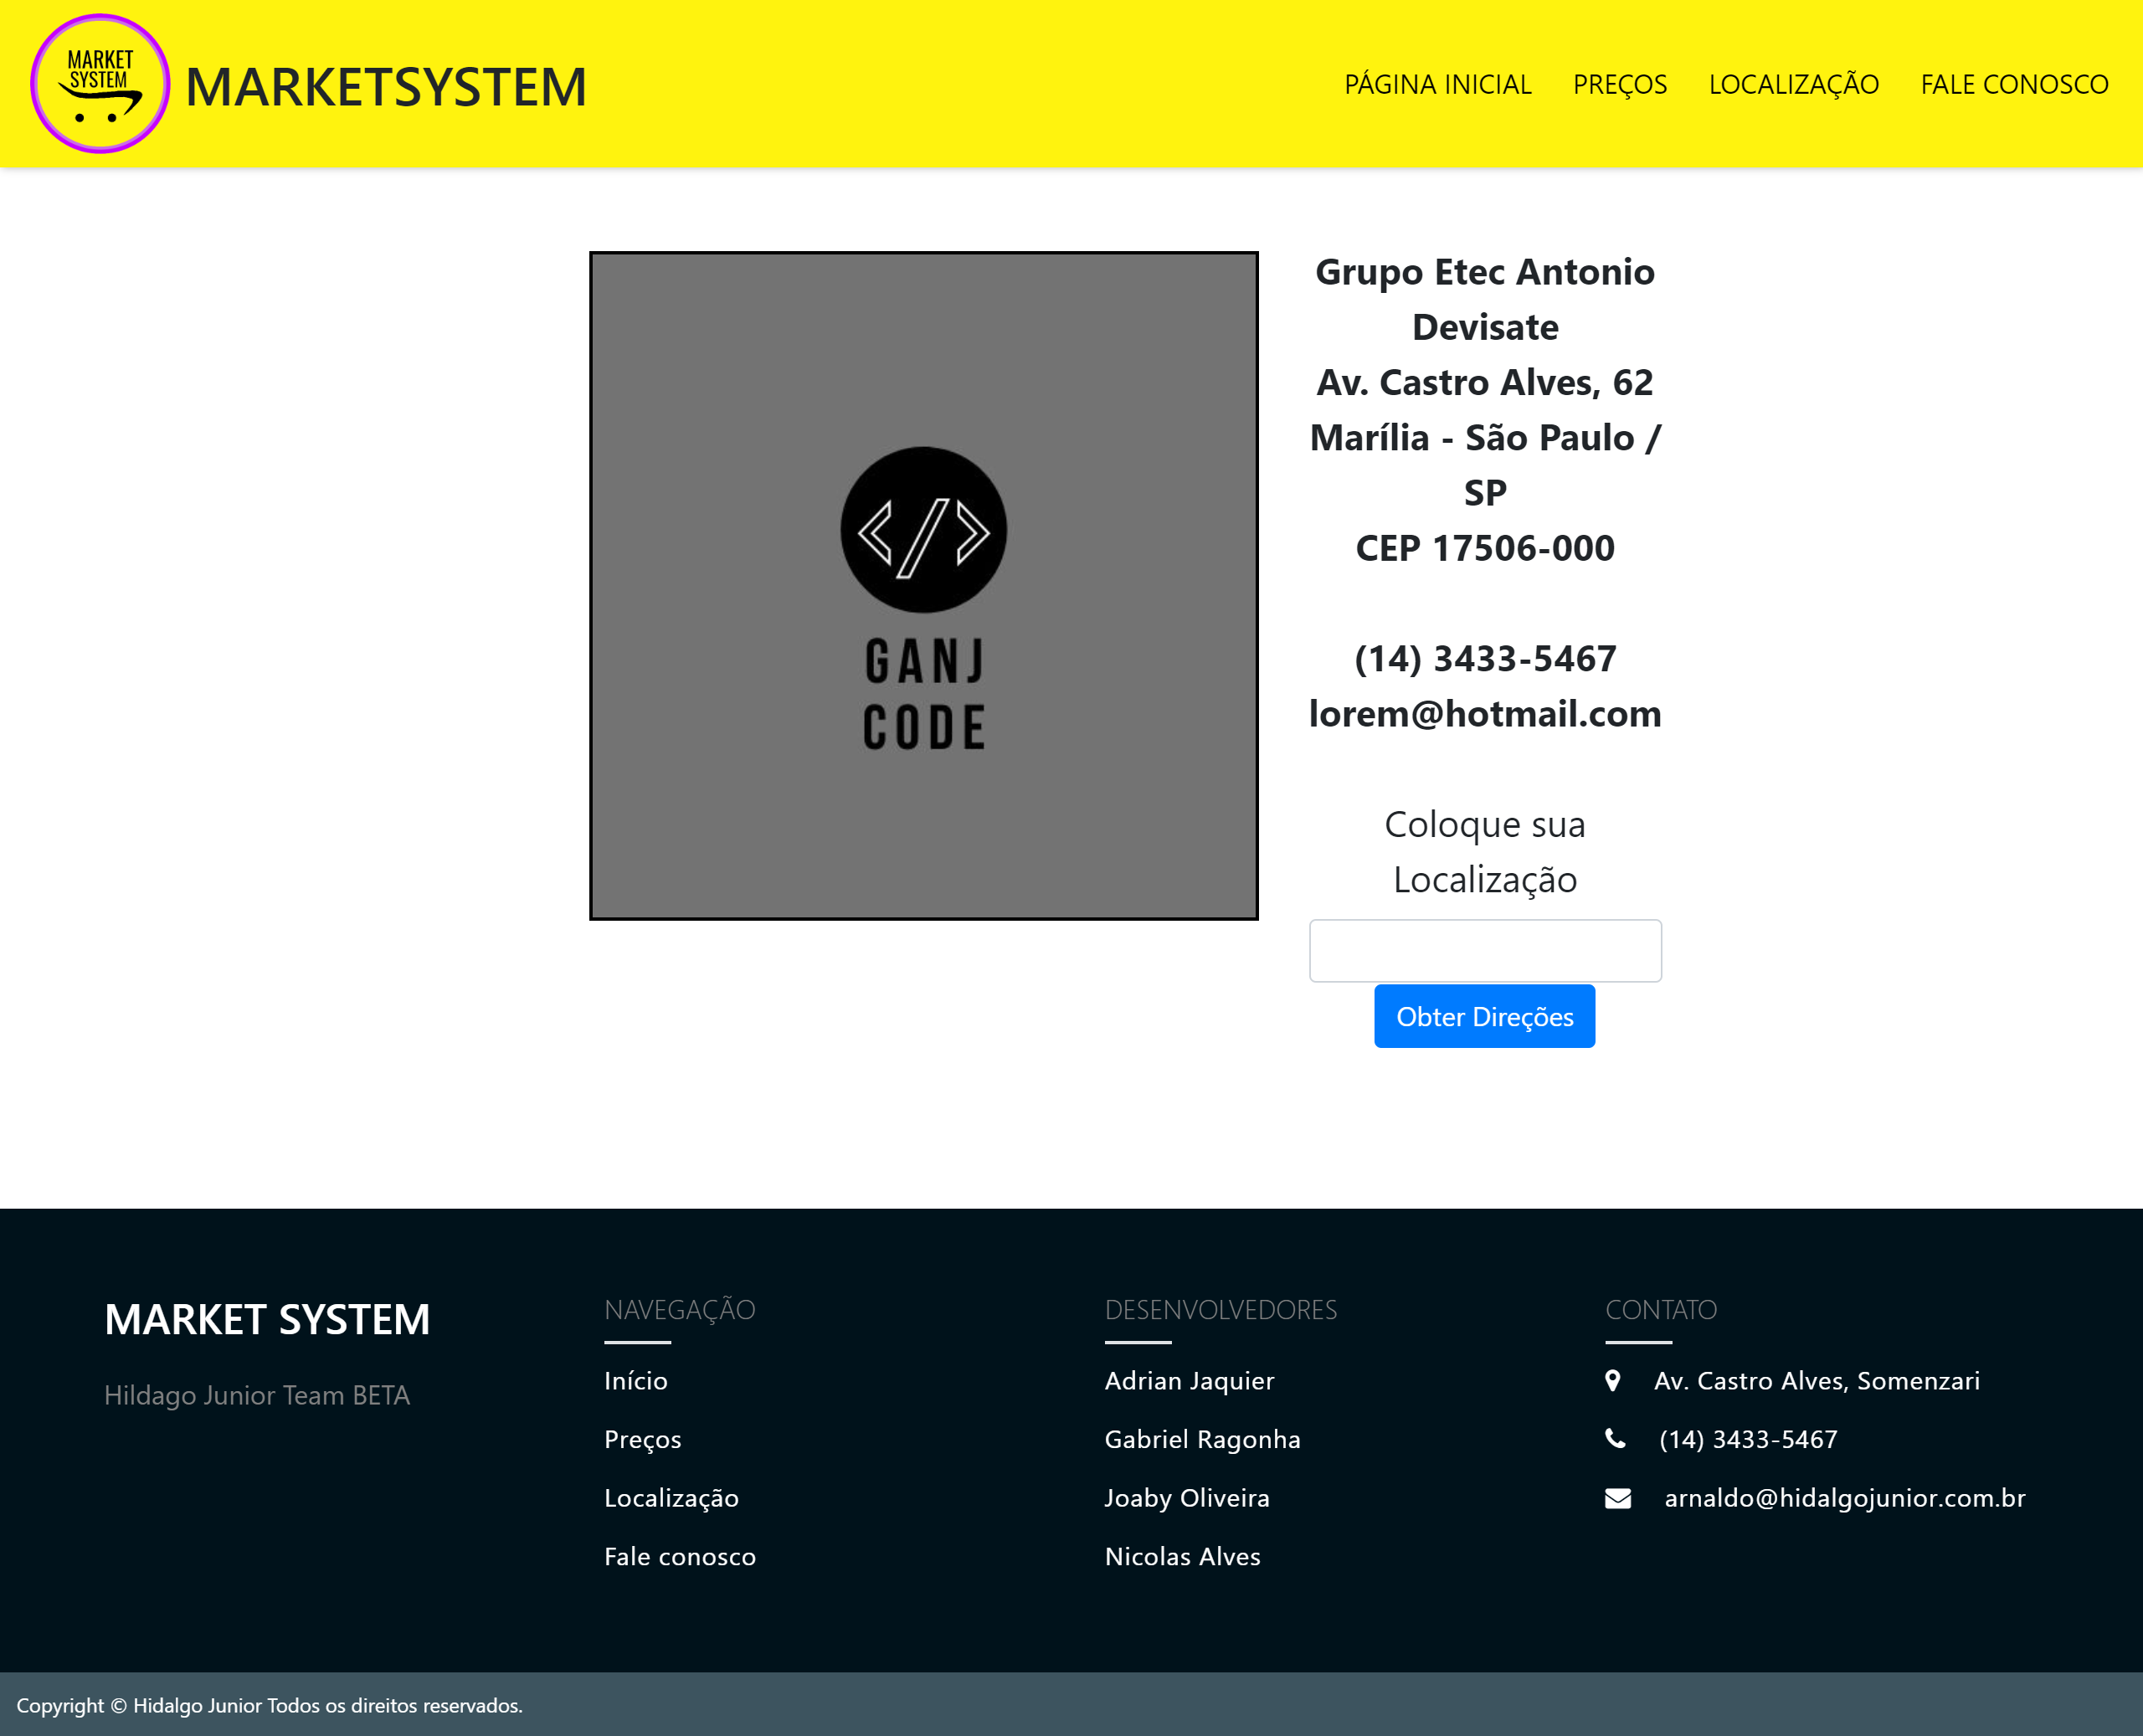 MARKET
SYSTEM
MARKETSYSTEM
PÁGINA INICIAL
PREÇOS
LOCALIZAÇÃO
FALE CONOSCO
GANJ
CODE
Grupo Etec Antonio
Devisate
Av. Castro Alves, 62
Marília - São Paulo /
SP
CEP 17506-000
(14) 3433-5467
lorem@hotmail.com
Coloque sua
Localização
Obter Direções
MARKET SYSTEM
Hildago Junior Team BETA
NAVEGAÇÃO
Início
Preços
Localização
Fale conosco
DESENVOLVEDORES
Adrian Jaquier
Gabriel Ragonha
Joaby Oliveira
Nicolas Alves
CONTATO
Av. Castro Alves, Somenzari
(14) 3433-5467
arnaldo@hidalgojunior.com.br
Copyright © Hidalgo Junior Todos os direitos reservados.